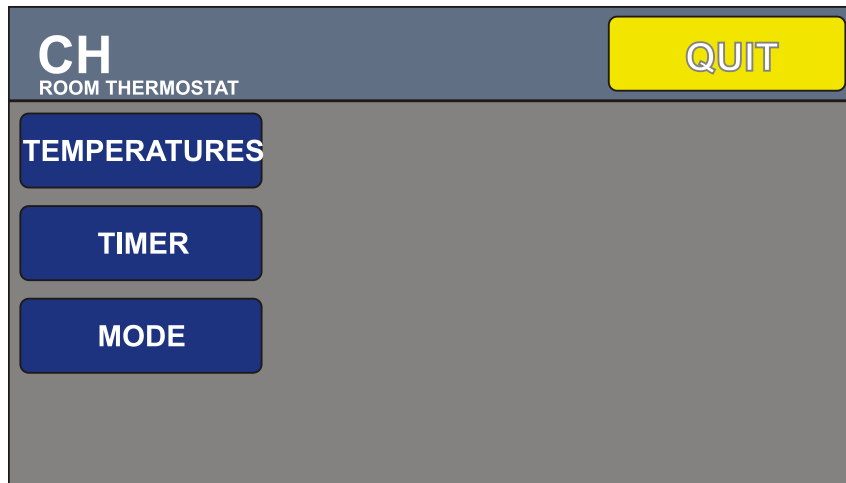 CH
ROOM THERMOSTAT
QUIT
TEMPERATURES
TIMER
MODE